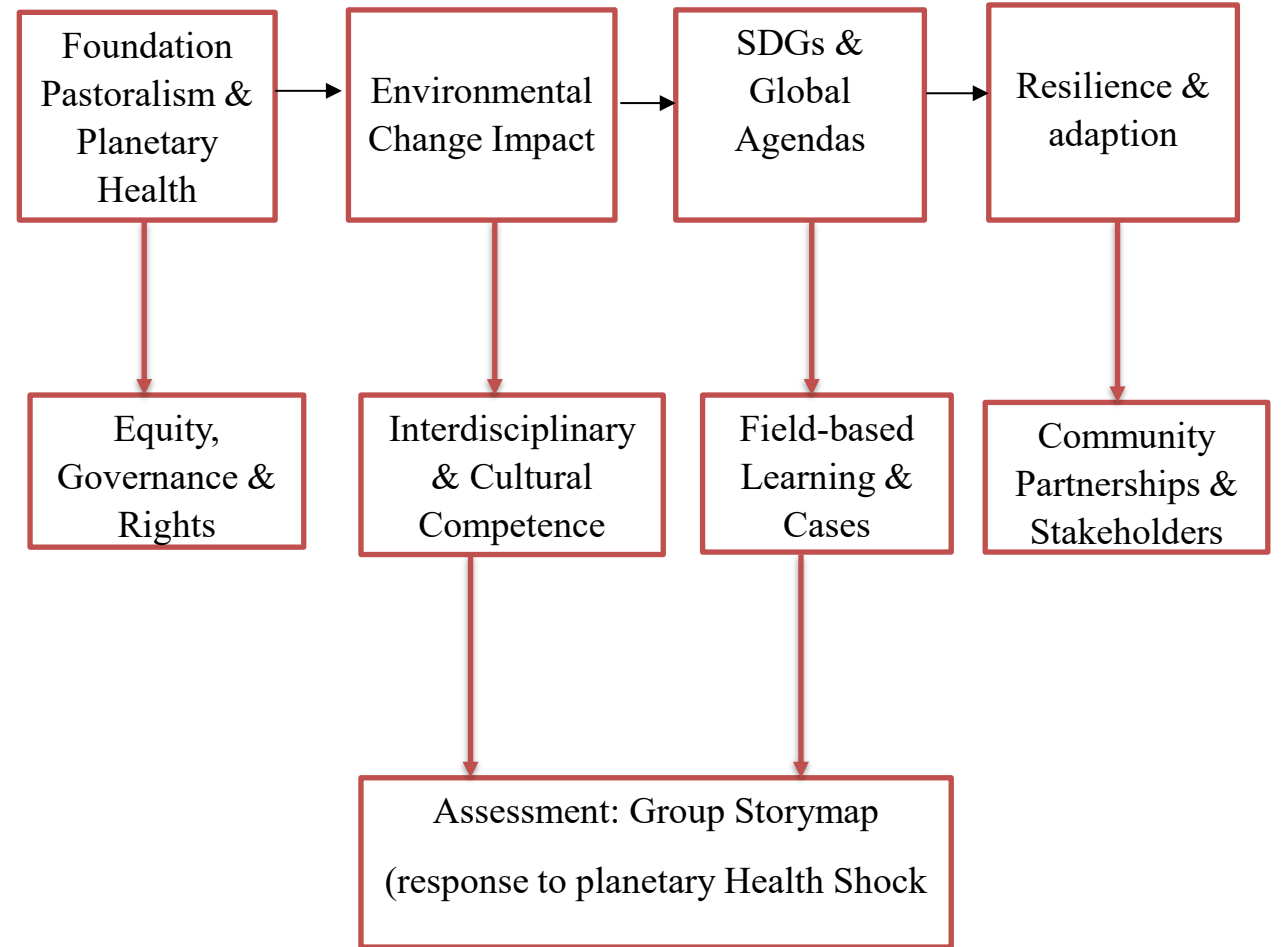 Foundation
Pastoralism &
Planetary
Health
Environmental
Change Impact
SDGs &
Global
Agendas
Resilience &
adaption
Equity,
Governance &
Rights
Interdisciplinary
& Cultural
Competence
Field-based
Learning &
Cases
Community
Partnerships &
Stakeholders
Assessment: Group Storymap
(response to planetary Health Shock